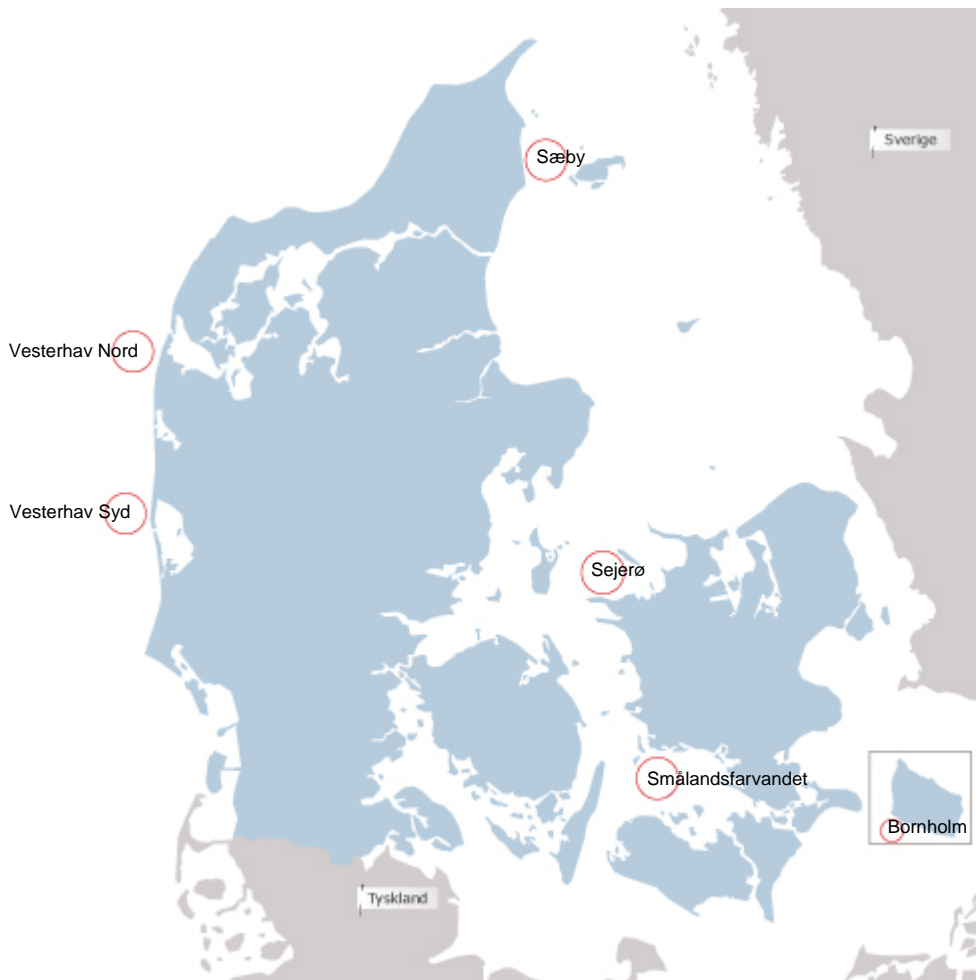 Sverige
Sæby
Vesterhav Nord
Vesterhav Syd
Sejerø
Smålandsfarvandet
Bornholm
Tyskland